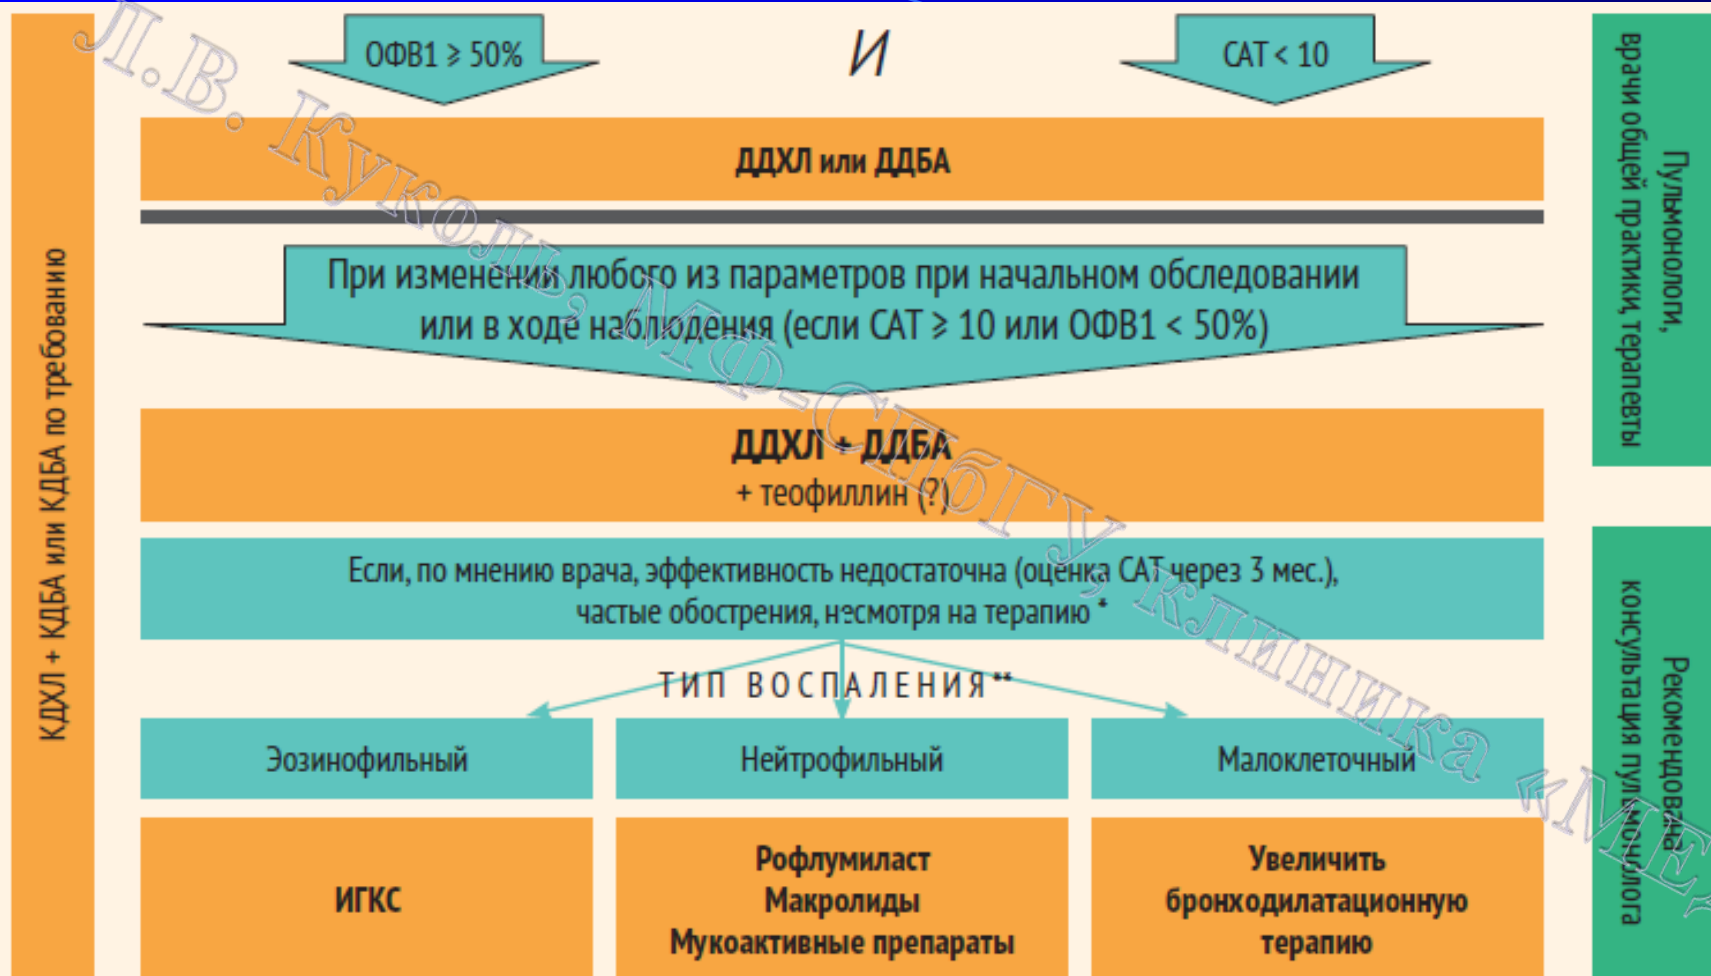 ОФВ1 ⩾ 50%
И
САТ < 10
ДДХЛ или ДДБА
При изменении любого из параметров при начальном обследовании
или в ходе наблюдения (если САТ ⩾ 10 или ОФВ1 < 50%)
ДДХЛ + ДДБА
+ теофиллин (?)
Если, по мнению врача, эффективность недостаточна (оценка САТ через 3 мес.),
частые обострения, несмотря на терапию *
ТИП ВОСПАЛЕНИЯ**
Эозинофильный
Нейтрофильный
Малоклеточный
ИГКС
Рофлумиласт
Макролиды
Мукоактивные препараты
Увеличить
бронходилатационную
терапию
КДХЛ + КДБА или КДБА по требованию
Пульмонологи,
врачи общей практики, терапевты
Рекомендована
консультация пульмонолога
Л.В. Куколь, МФ-СПбГУ, клиника «МЕД